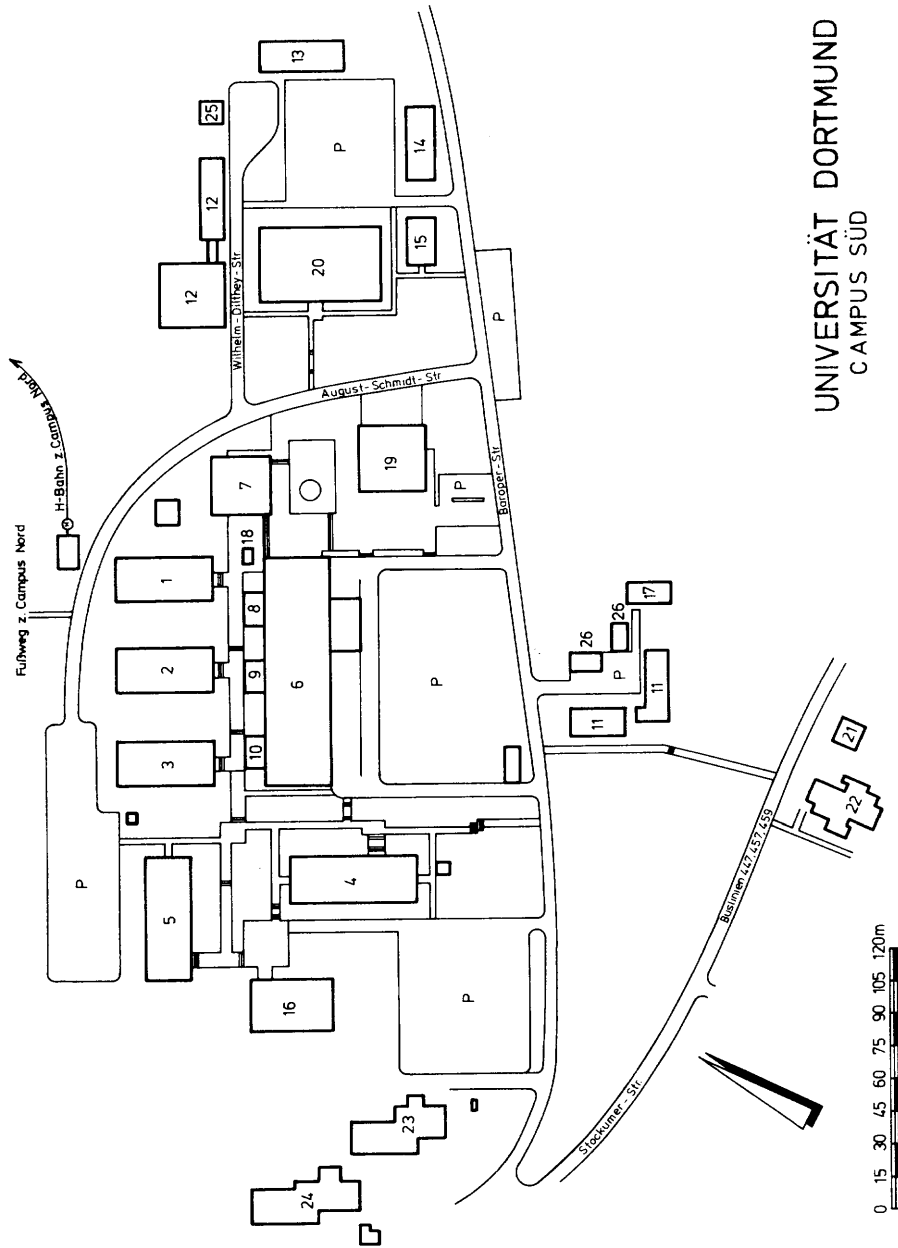 Fußweg z. Campus Nord
H-Bahn z. Campus Nord
H
25
13
12
12
Wilhelm-Dilthey-Str
P
14
20
15
P
August-Schmidt-Str
7
18
19
P
Baroper-Str
1
2
3
8
9
10
6
P
P
5
4
16
P
26
26
17
P
11
11
21
22
Buslinien 447.457.459
Stockumer-Str.
23
24
UNIVERSITÄT DORTMUND
CAMPUS SÜD
0 15 30 45 60 75 90 105 120m